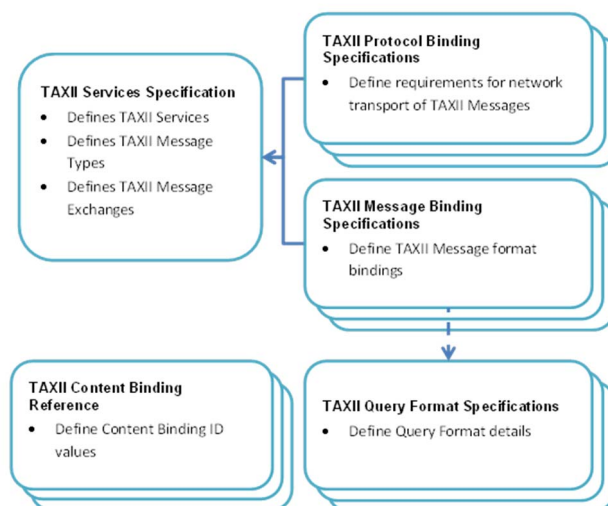 TAXII Protocol Binding
Specifications
• Define requirements for network
transport of TAXII Messages
TAXII Services Specification
• Defines TAXII Services
• Defines TAXII Message
Types
• Defines TAXII Message
Exchanges
TAXII Message Binding
Specifications
• Define TAXII Message format
bindings
TAXII Content Binding
Reference
• Define Content Binding ID
values
TAXII Query Format Specifications
• Define Query Format details